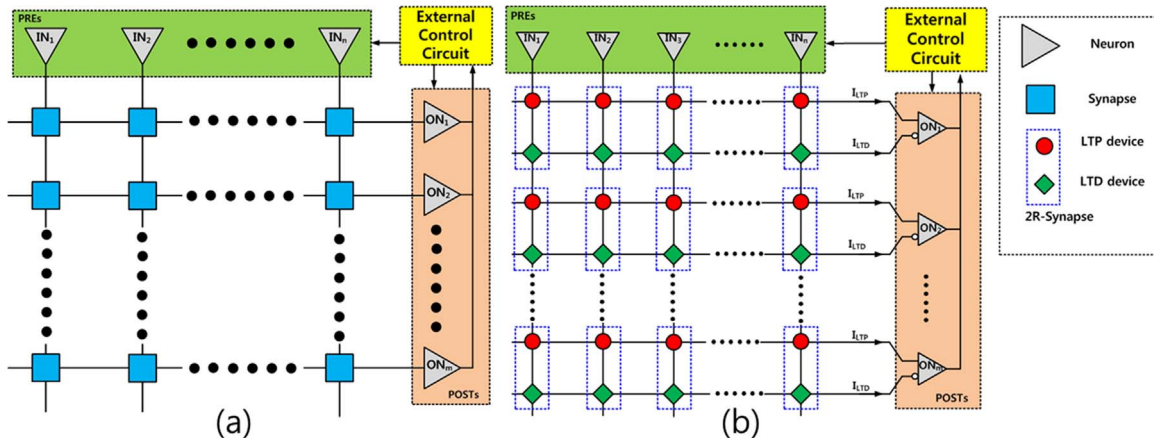 PREs
IN1
IN2
INn
External
Control
Circuit
ON1
ON2
ONm
POSTs
(a)
PREs
IN1
IN2
IN3
INn
External
Control
Circuit
ILTP
ON1
ILTD
ILTP
ON2
ILTD
ILTP
ONm
ILTD
POSTs
(b)
Neuron
Synapse
LTP device
LTD device
2R-Synapse